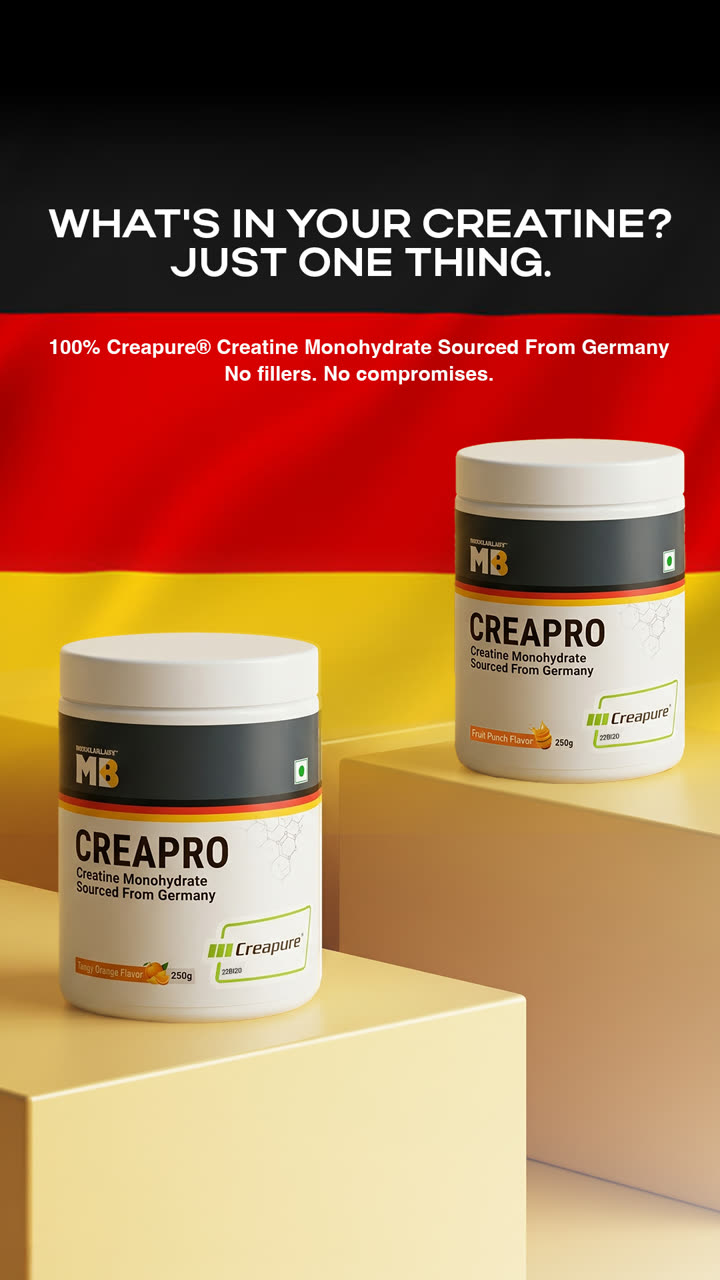 WHAT'S IN YOUR CREATINE?
JUST ONE THING.
100% Creapure® Creatine Monohydrate Sourced From Germany
No fillers. No compromises.
MB
CREAPRO
Creatine Monohydrate
Sourced From Germany
Creapure®
Fruit Punch Flavor
250g
MB
CREAPRO
Creatine Monohydrate
Sourced From Germany
Creapure®
Tangy Orange Flavor
250g